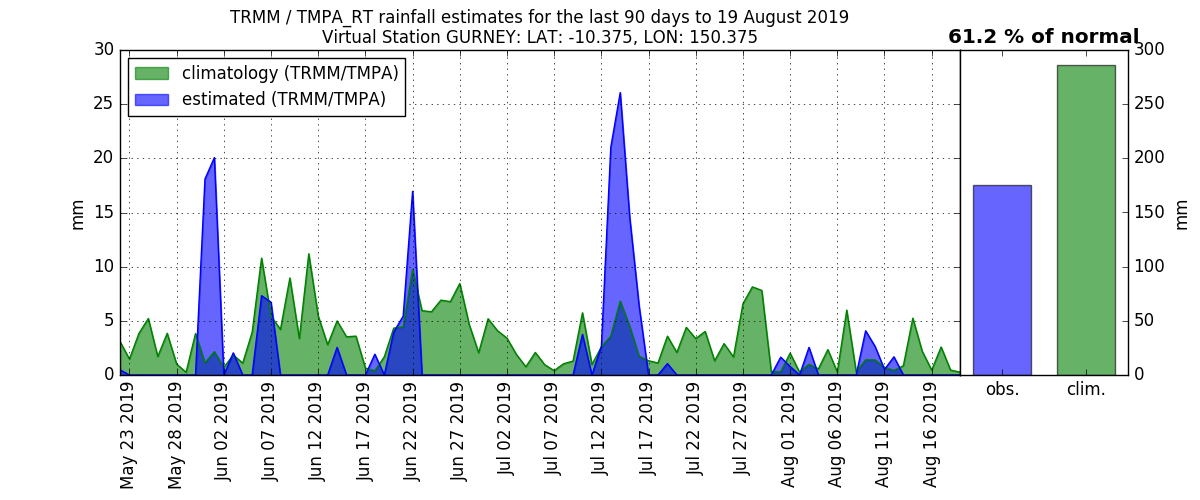 TRMM / TMPA_RT rainfall estimates for the last 90 days to 19 August 2019
Virtual Station GURNEY: LAT: -10.375, LON: 150.375
61.2 % of normal
climatology (TRMM/TMPA)
estimated (TRMM/TMPA)
mm
30
25
20
15
10
5
0
May 23 2019
May 28 2019
Jun 02 2019
Jun 07 2019
Jun 12 2019
Jun 17 2019
Jun 22 2019
Jun 27 2019
Jul 02 2019
Jul 07 2019
Jul 12 2019
Jul 17 2019
Jul 22 2019
Jul 27 2019
Aug 01 2019
Aug 06 2019
Aug 11 2019
Aug 16 2019
obs.
clim.
300
250
200
150
100
50
0
mm